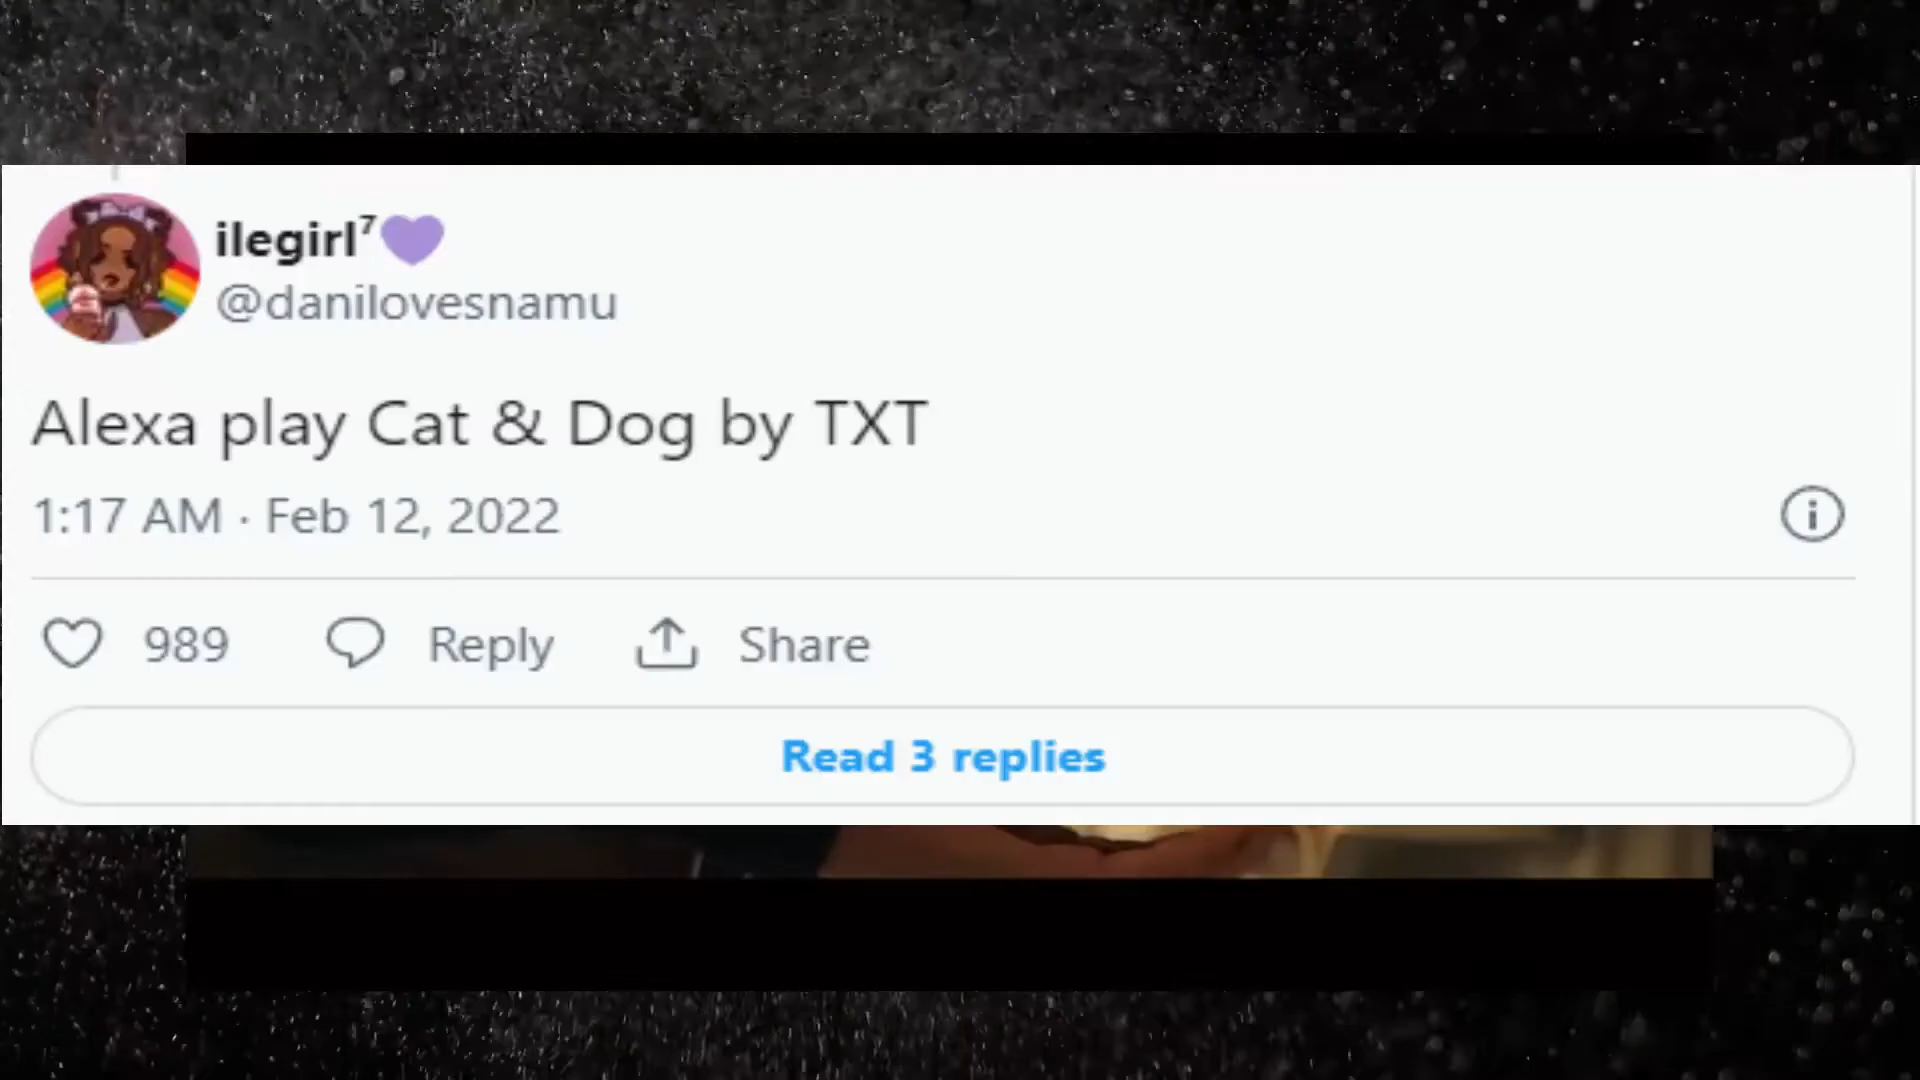 ilegirl⁷💜
@danilovesnamu
Alexa play Cat & Dog by TXT
1:17 AM · Feb 12, 2022
989 Reply Share
Read 3 replies